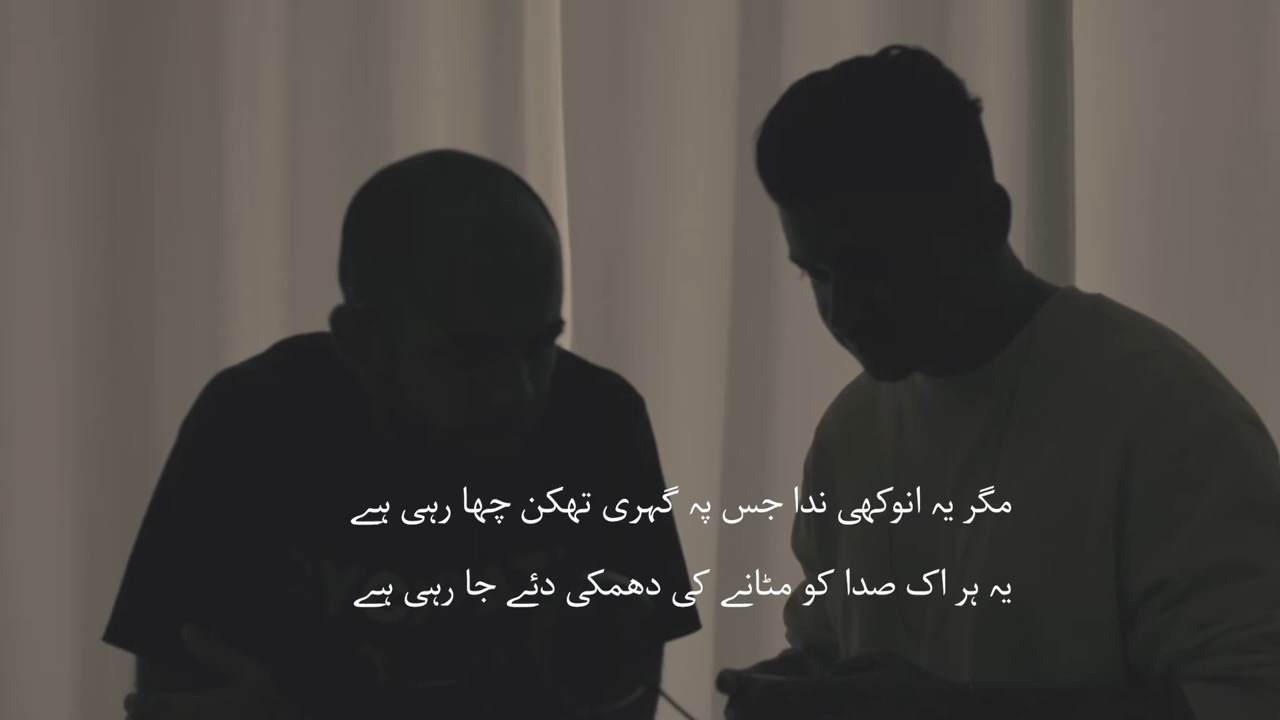 مگر یہ انوکھی ندا جس پہ گہری تھکن چھا رہی ہے
یہ ہر اک صدا کو مٹانے کی دھمکی دئے جا رہی ہے